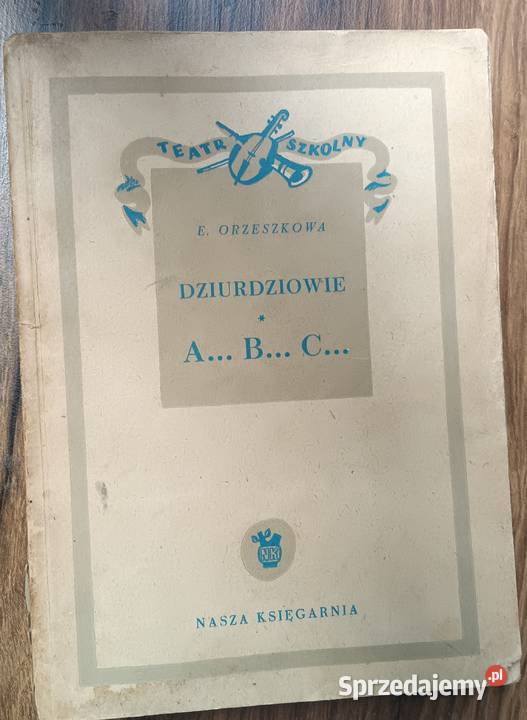 TEATR SZKOLNY
E. ORZESZKOWA
DZIURDZIOWIE
*
A... B... C...
NK
NASZA KSIĘGARNIA
Sprzedajemy.pl